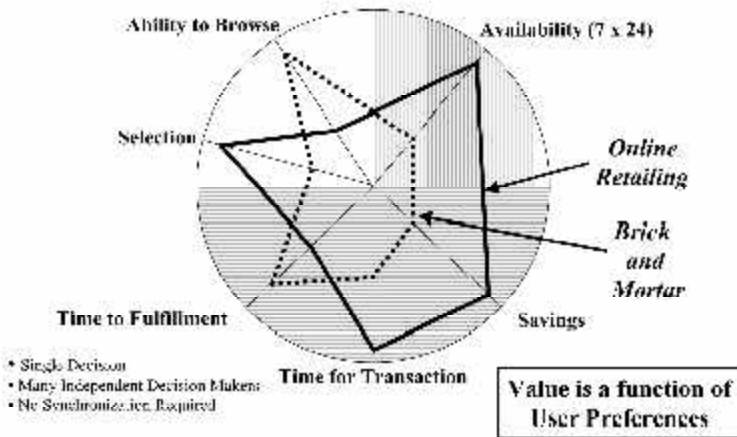 Ability to Browse
Availability (7 x 24)
Selection
Online
Retailing
Brick
and
Mortar
Time to Fulfillment
Savings
Time for Transaction
• Single Decision
• Many Independent Decision Makers
• No Synchronization Required
Value is a function of
User Preferences